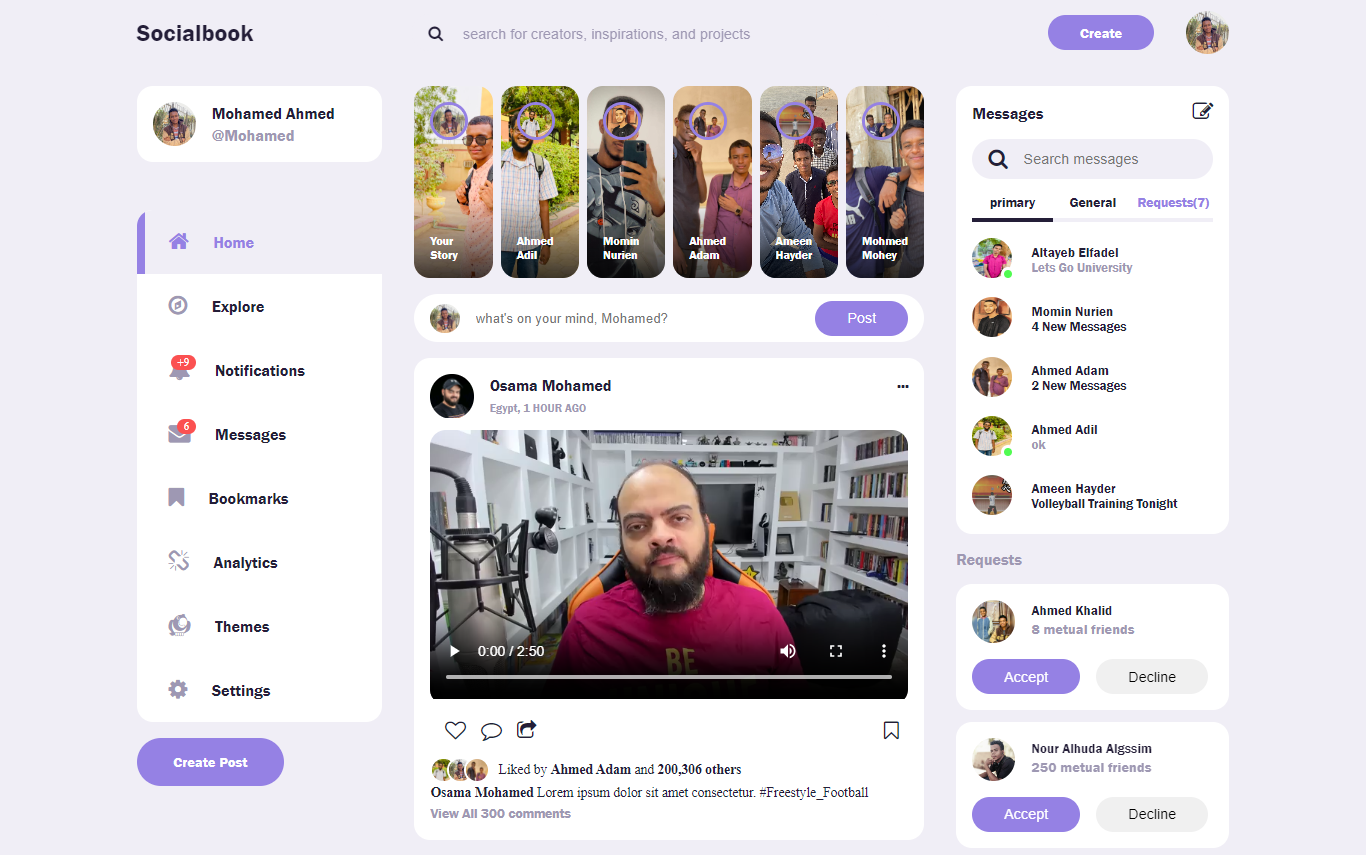 Socialbook
search for creators, inspirations, and projects
Create
Mohamed Ahmed
@Mohamed
Home
Explore
+9
Notifications
6
Messages
Bookmarks
Analytics
Themes
Settings
Create Post
Your
Story
Ahmed
Adil
Momin
Nurien
Ahmed
Adam
Ameen
Hayder
Mohmed
Mohey
what's on your mind, Mohamed?
Post
Osama Mohamed
Egypt, 1 HOUR AGO
BE
0:00 / 2:50
Liked by Ahmed Adam and 200,306 others
Osama Mohamed Lorem ipsum dolor sit amet consectetur. #Freestyle_Football
View All 300 comments
Messages
Search messages
primary General Requests(7)
Altayeb Elfadel
Lets Go University
Momin Nurien
4 New Messages
Ahmed Adam
2 New Messages
Ahmed Adil
ok
Ameen Hayder
Volleyball Training Tonight
Requests
Ahmed Khalid
8 metual friends
Accept Decline
Nour Alhuda Algssim
250 metual friends
Accept Decline